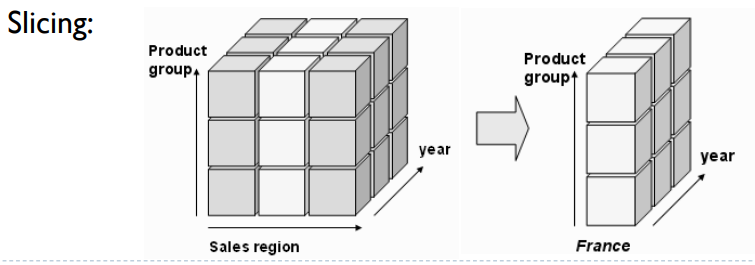 Slicing:
Product
group
year
Sales region
Product
group
year
France